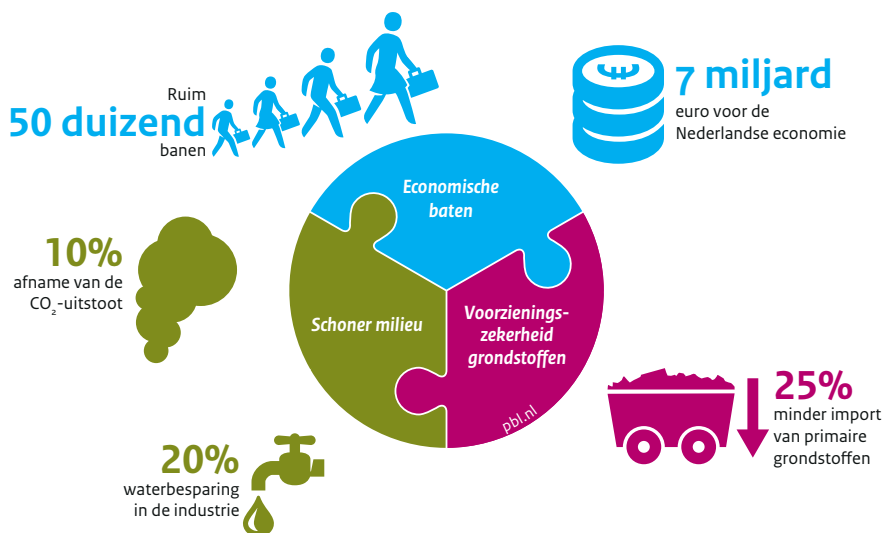 Ruim
50 duizend
banen
7 miljard
euro voor de
Nederlandse economie
Economische
baten
10%
afname van de
CO₂-uitstoot
Schoner milieu
Voorzienings-
zekerheid
grondstoffen
pbl.nl
25%
minder import
van primaire
grondstoffen
20%
waterbesparing
in de industrie